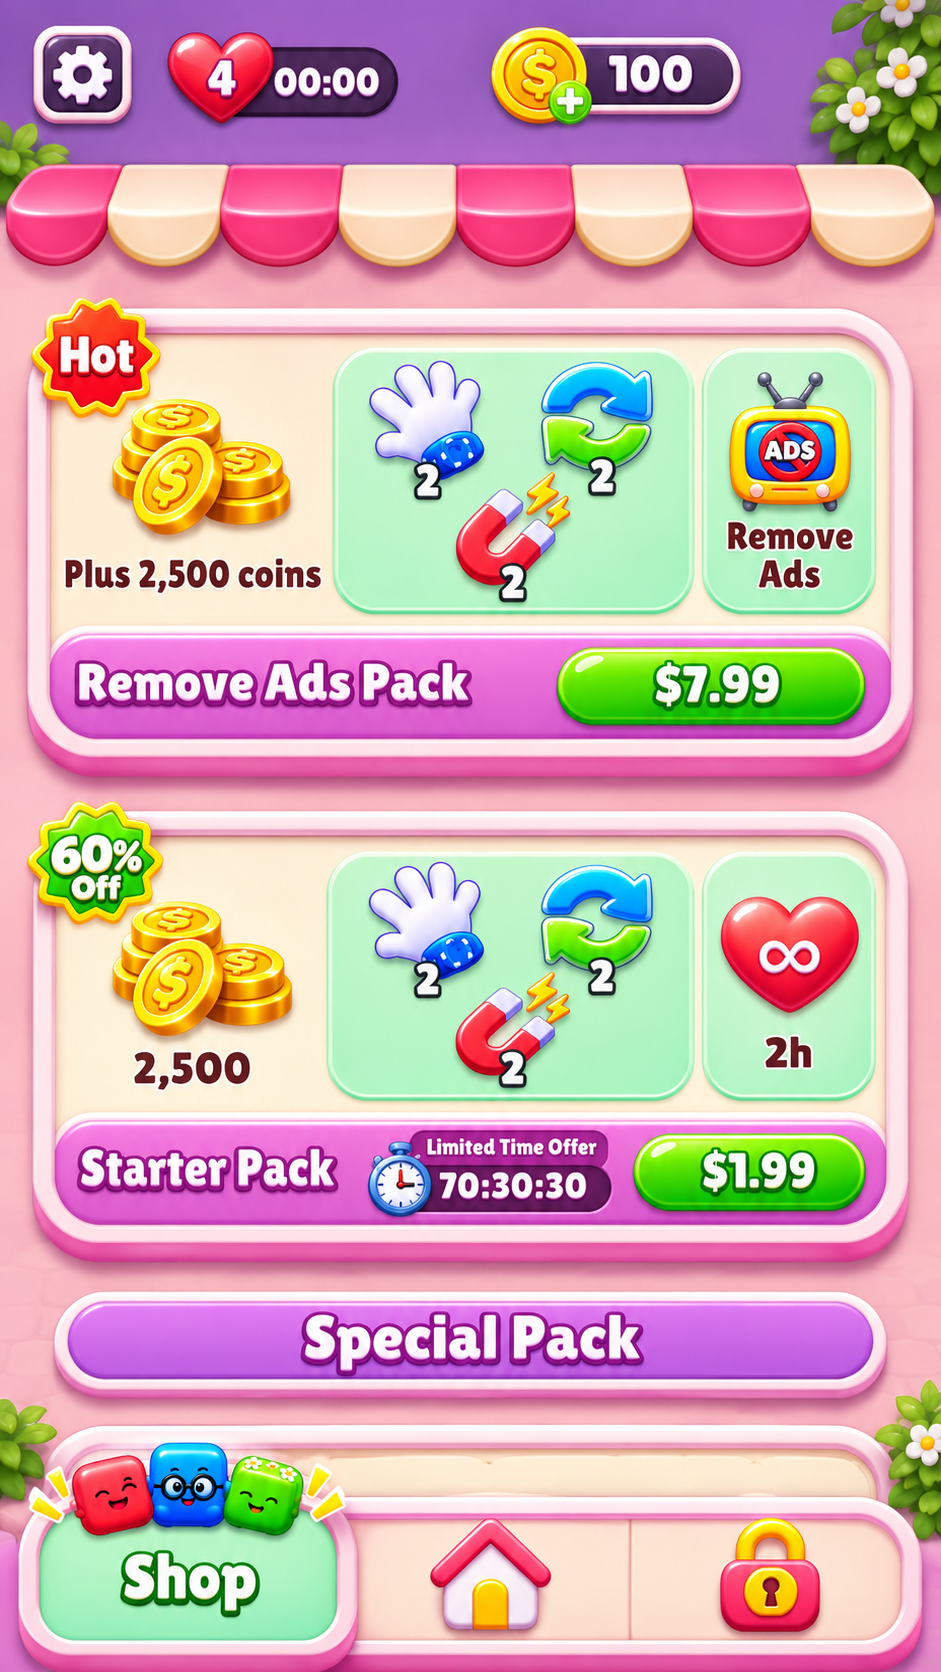 4 00:00
100
Hot
2
2
2
ADS
Plus 2,500 coins
Remove
Ads
Remove Ads Pack
$7.99
60%
Off
2
2
2
2,500
2h
Starter Pack
Limited Time Offer
70:30:30
$1.99
Special Pack
Shop